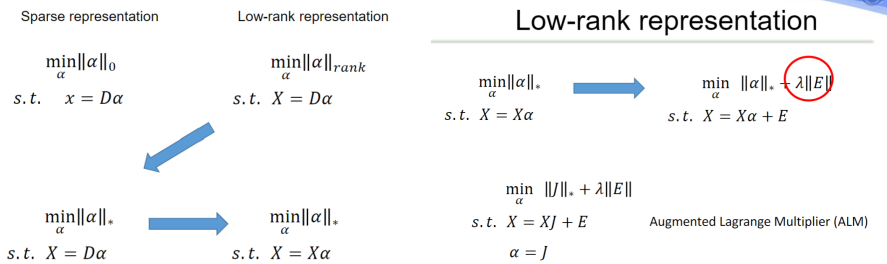 Sparse representation
Low-rank representation
min‖α‖₀
α
s.t. x = Dα
min‖α‖rank
α
s.t. X = Dα
min‖α‖*
α
s.t. X = Dα
min‖α‖*
α
s.t. X = Xα
Low-rank representation
min‖α‖*
α
s.t. X = Xα
min ‖α‖* + λ‖E‖
α
s.t. X = Xα + E
min ‖J‖* + λ‖E‖
α
s.t. X = XJ + E
α = J
Augmented Lagrange Multiplier (ALM)